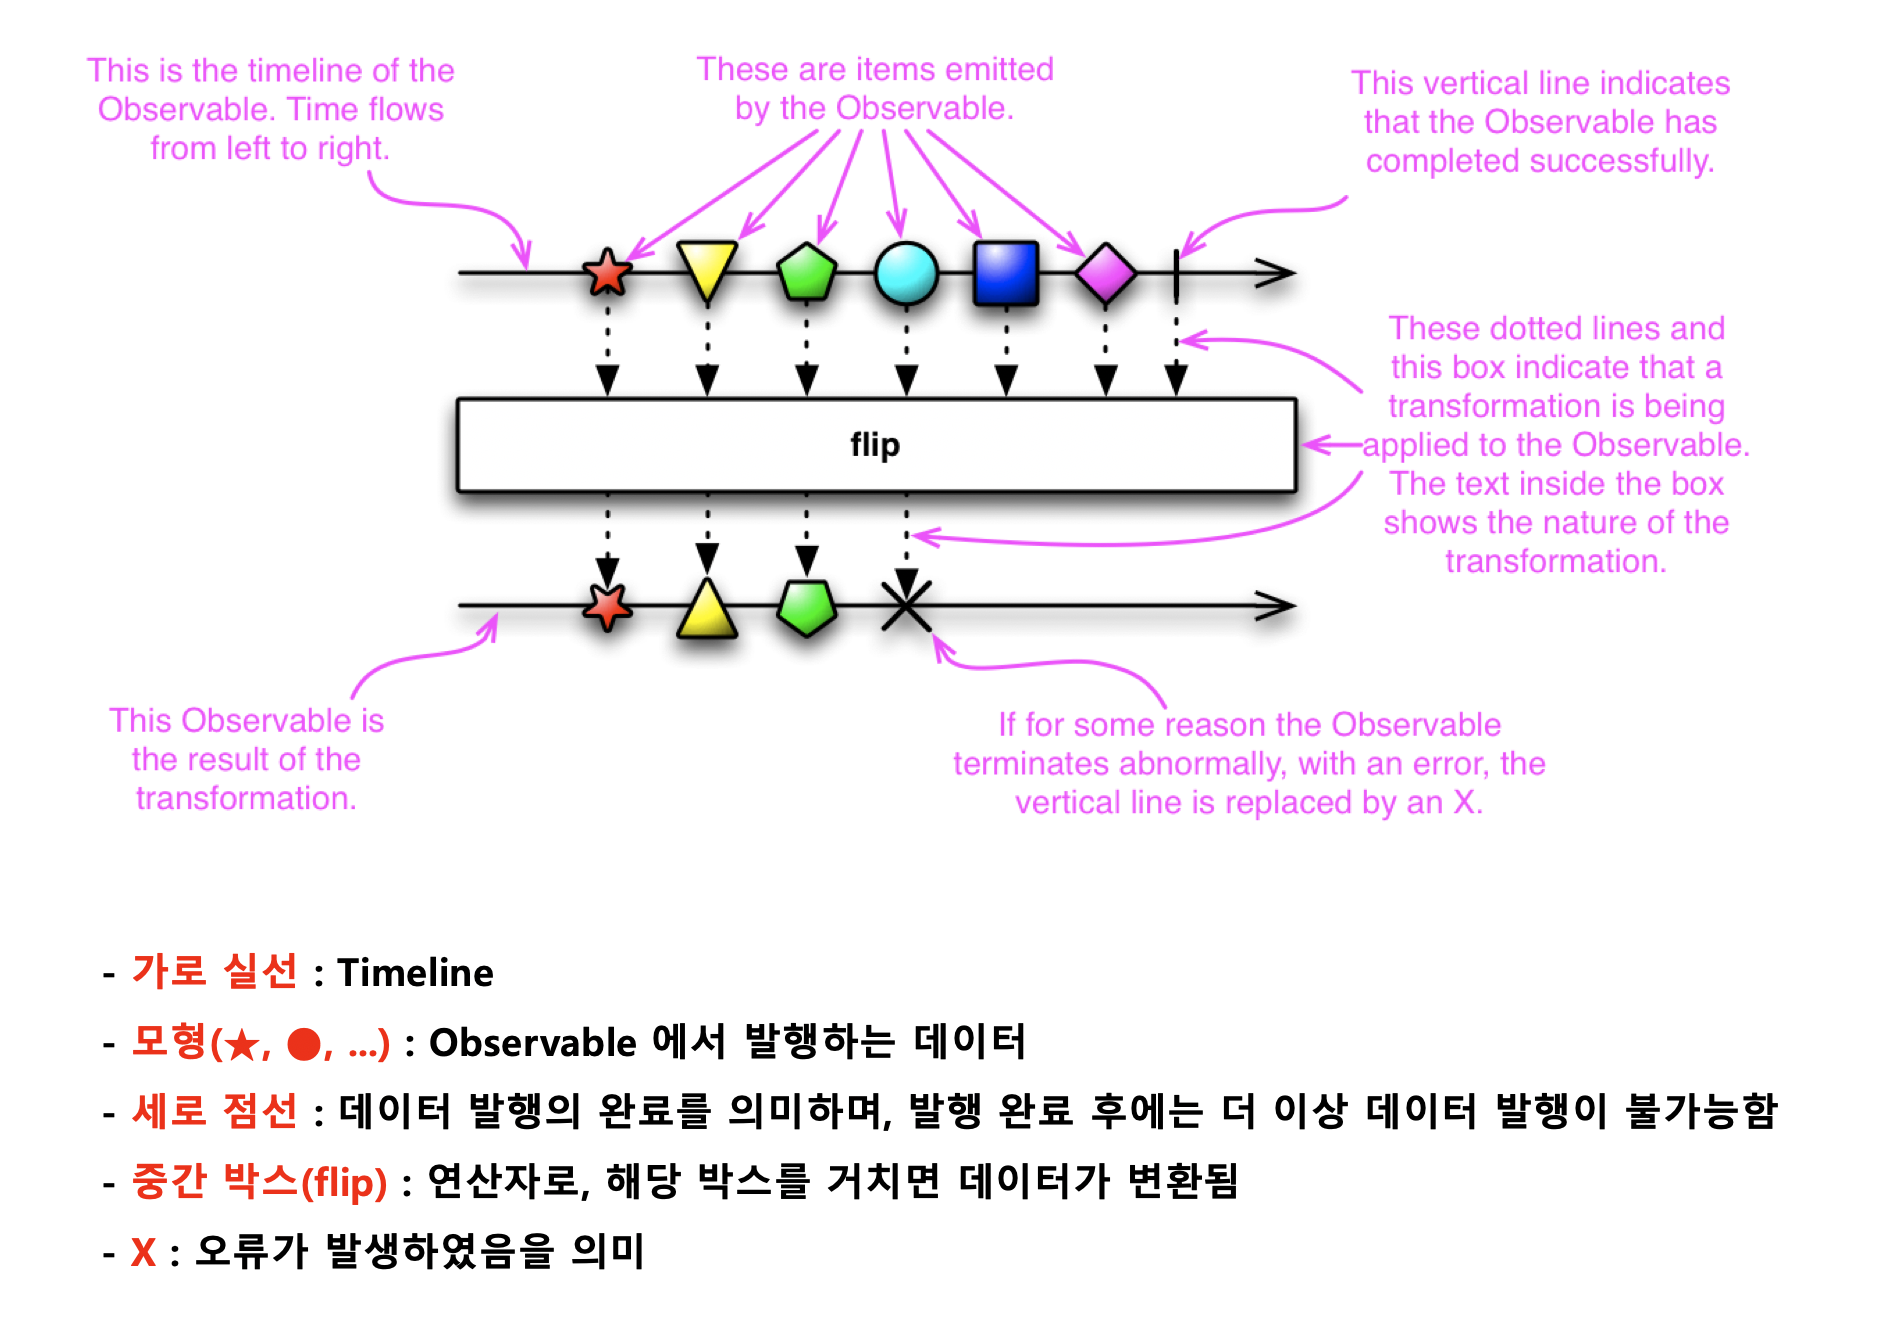 This is the timeline of the
Observable. Time flows
from left to right.
These are items emitted
by the Observable.
This vertical line indicates
that the Observable has
completed successfully.
These dotted lines and
this box indicate that a
transformation is being
applied to the Observable.
The text inside the box
shows the nature of the
transformation.
flip
This Observable is
the result of the
transformation.
If for some reason the Observable
terminates abnormally, with an error, the
vertical line is replaced by an X.
- 가로 실선 : Timeline
- 모형(★, ●, ...) : Observable 에서 발행하는 데이터
- 세로 점선 : 데이터 발행의 완료를 의미하며, 발행 완료 후에는 더 이상 데이터 발행이 불가능함
- 중간 박스(flip) : 연산자로, 해당 박스를 거치면 데이터가 변환됨
- X : 오류가 발생하였음을 의미